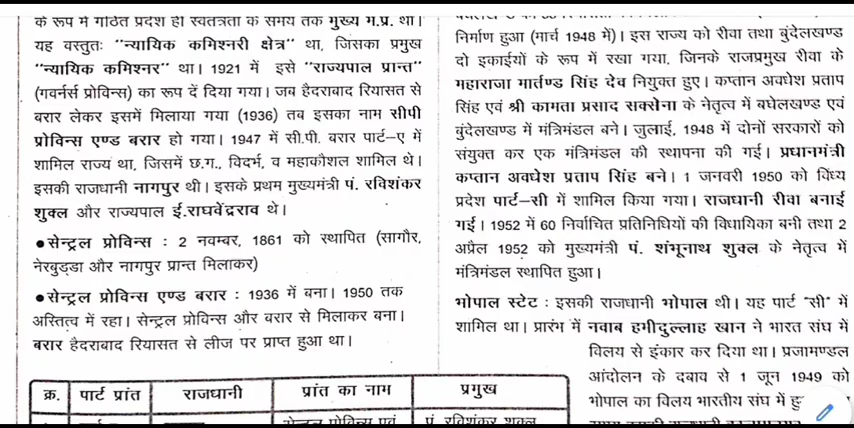 के रूप में गठित प्रदेश ही स्वतंत्रता के समय तक मुख्य म.प्र. था।
यह वस्तुतः "न्यायिक कमिश्नरी क्षेत्र" था, जिसका प्रमुख
"न्यायिक कमिश्नर" था। 1921 में इसे "राज्यपाल प्रान्त"
(गवर्नर्स प्रोविन्स) का रूप दे दिया गया। जब हैदराबाद रियासत से
बरार लेकर इसमें मिलाया गया (1936) तब इसका नाम सीपी
प्रोविन्स एण्ड बरार हो गया। 1947 में सी.पी. बरार पार्ट–ए में
शामिल राज्य था, जिसमें छ.ग., विदर्भ, व महाकौशल शामिल थे।
इसकी राजधानी नागपुर थी। इसके प्रथम मुख्यमंत्री पं. रविशंकर
शुक्ल और राज्यपाल ई.राघवेंद्रराव थे।
●सेन्ट्रल प्रोविन्स : 2 नवम्बर, 1861 को स्थापित (सागौर,
नेरबुड्डा और नागपुर प्रान्त मिलाकर)
●सेन्ट्रल प्रोविन्स एण्ड बरार : 1936 में बना। 1950 तक
अस्तित्व में रहा। सेन्ट्रल प्रोविन्स और बरार से मिलाकर बना।
बरार हैदराबाद रियासत से लीज पर प्राप्त हुआ था।
क्र. पार्ट प्रांत राजधानी प्रांत का नाम प्रमुख
सेन्ट्रल प्रोविन्स एवं पं. रविशंकर शुक्ल
निर्माण हुआ (मार्च 1948 में)। इस राज्य को रीवा तथा बुंदेलखण्ड
दो इकाईयों के रूप में रखा गया, जिनके राजप्रमुख रीवा के
महाराजा मार्तण्ड सिंह देव नियुक्त हुए। कप्तान अवधेश प्रताप
सिंह एवं श्री कामता प्रसाद सक्सेना के नेतृत्व में बघेलखण्ड एवं
बुंदेलखण्ड में मंत्रिमंडल बने। जुलाई, 1948 में दोनों सरकारों को
संयुक्त कर एक मंत्रिमंडल की स्थापना की गई। प्रधानमंत्री
कप्तान अवधेश प्रताप सिंह बने। 1 जनवरी 1950 को विंध्य
प्रदेश पार्ट–सी में शामिल किया गया। राजधानी रीवा बनाई
गई। 1952 में 60 निर्वाचित प्रतिनिधियों की विधायिका बनी तथा 2
अप्रैल 1952 को मुख्यमंत्री पं. शंभूनाथ शुक्ल के नेतृत्व में
मंत्रिमंडल स्थापित हुआ।
भोपाल स्टेट : इसकी राजधानी भोपाल थी। यह पार्ट "सी" में
शामिल था। प्रारंभ में नवाब हमीदुल्लाह खान ने भारत संघ में
विलय से इंकार कर दिया था। प्रजामण्डल
आंदोलन के दबाव से 1 जून 1949 को
भोपाल का विलय भारतीय संघ में